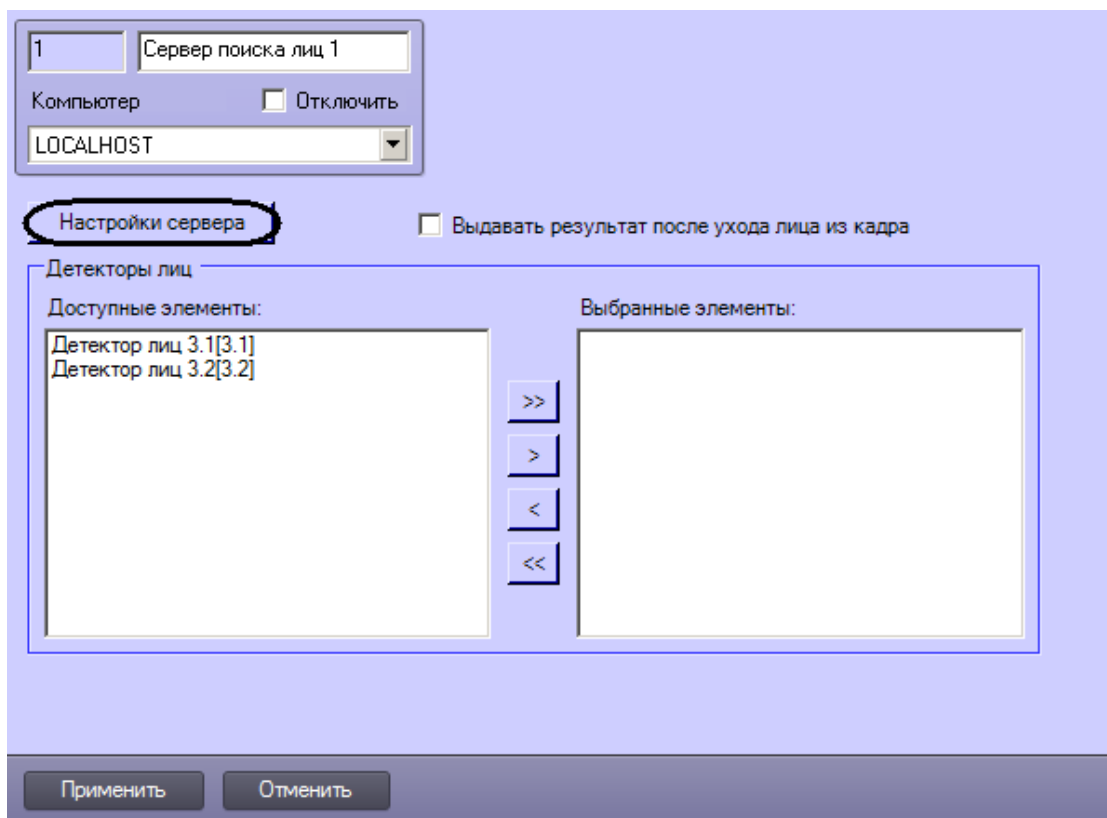 1
Сервер поиска лиц 1
Компьютер
Отключить
LOCALHOST
Настройки сервера
Выдавать результат после ухода лица из кадра
Детекторы лиц
Доступные элементы:
Выбранные элементы:
Детектор лиц 3.1[3.1]
Детектор лиц 3.2[3.2]
>>
>
<
<<
Применить
Отменить